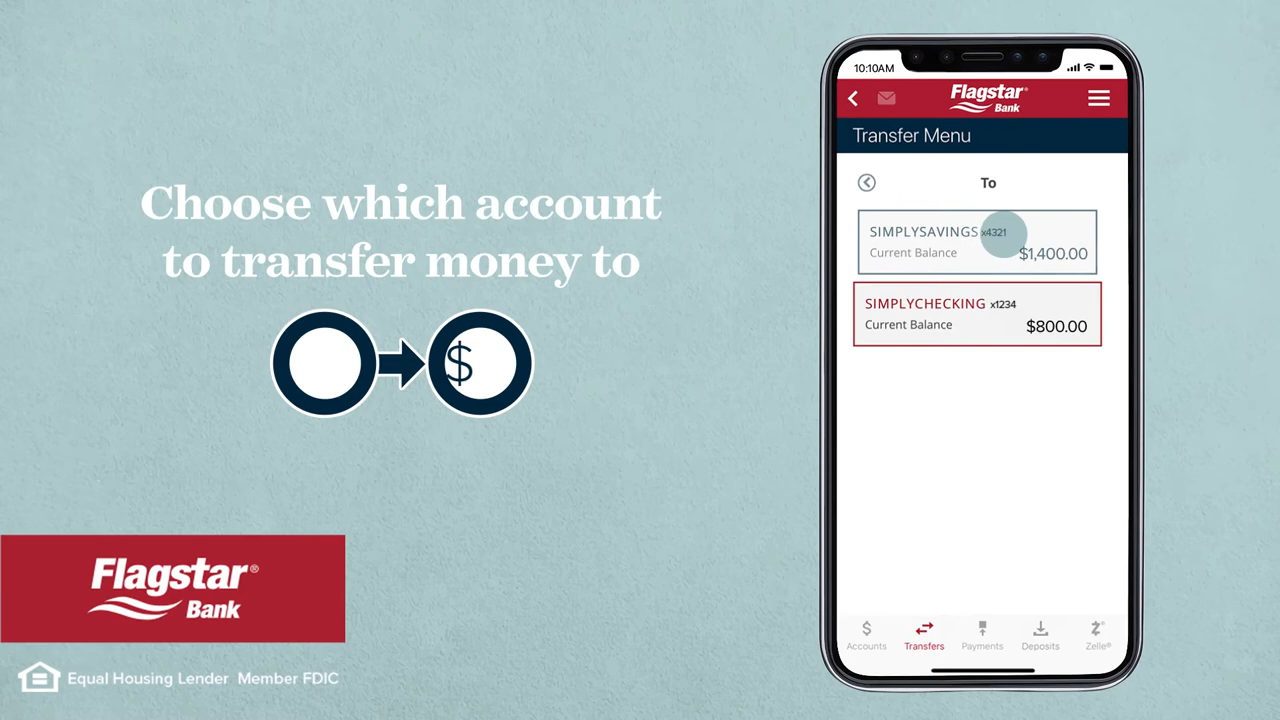 Choose which account
to transfer money to
$
Flagstar®
Bank
Equal Housing Lender Member FDIC
10:10AM
Flagstar®
Bank
Transfer Menu
To
SIMPLYSAVINGS x4321
Current Balance $1,400.00
SIMPLYCHECKING x1234
Current Balance $800.00
$
Accounts Transfers Payments Deposits Zelle®